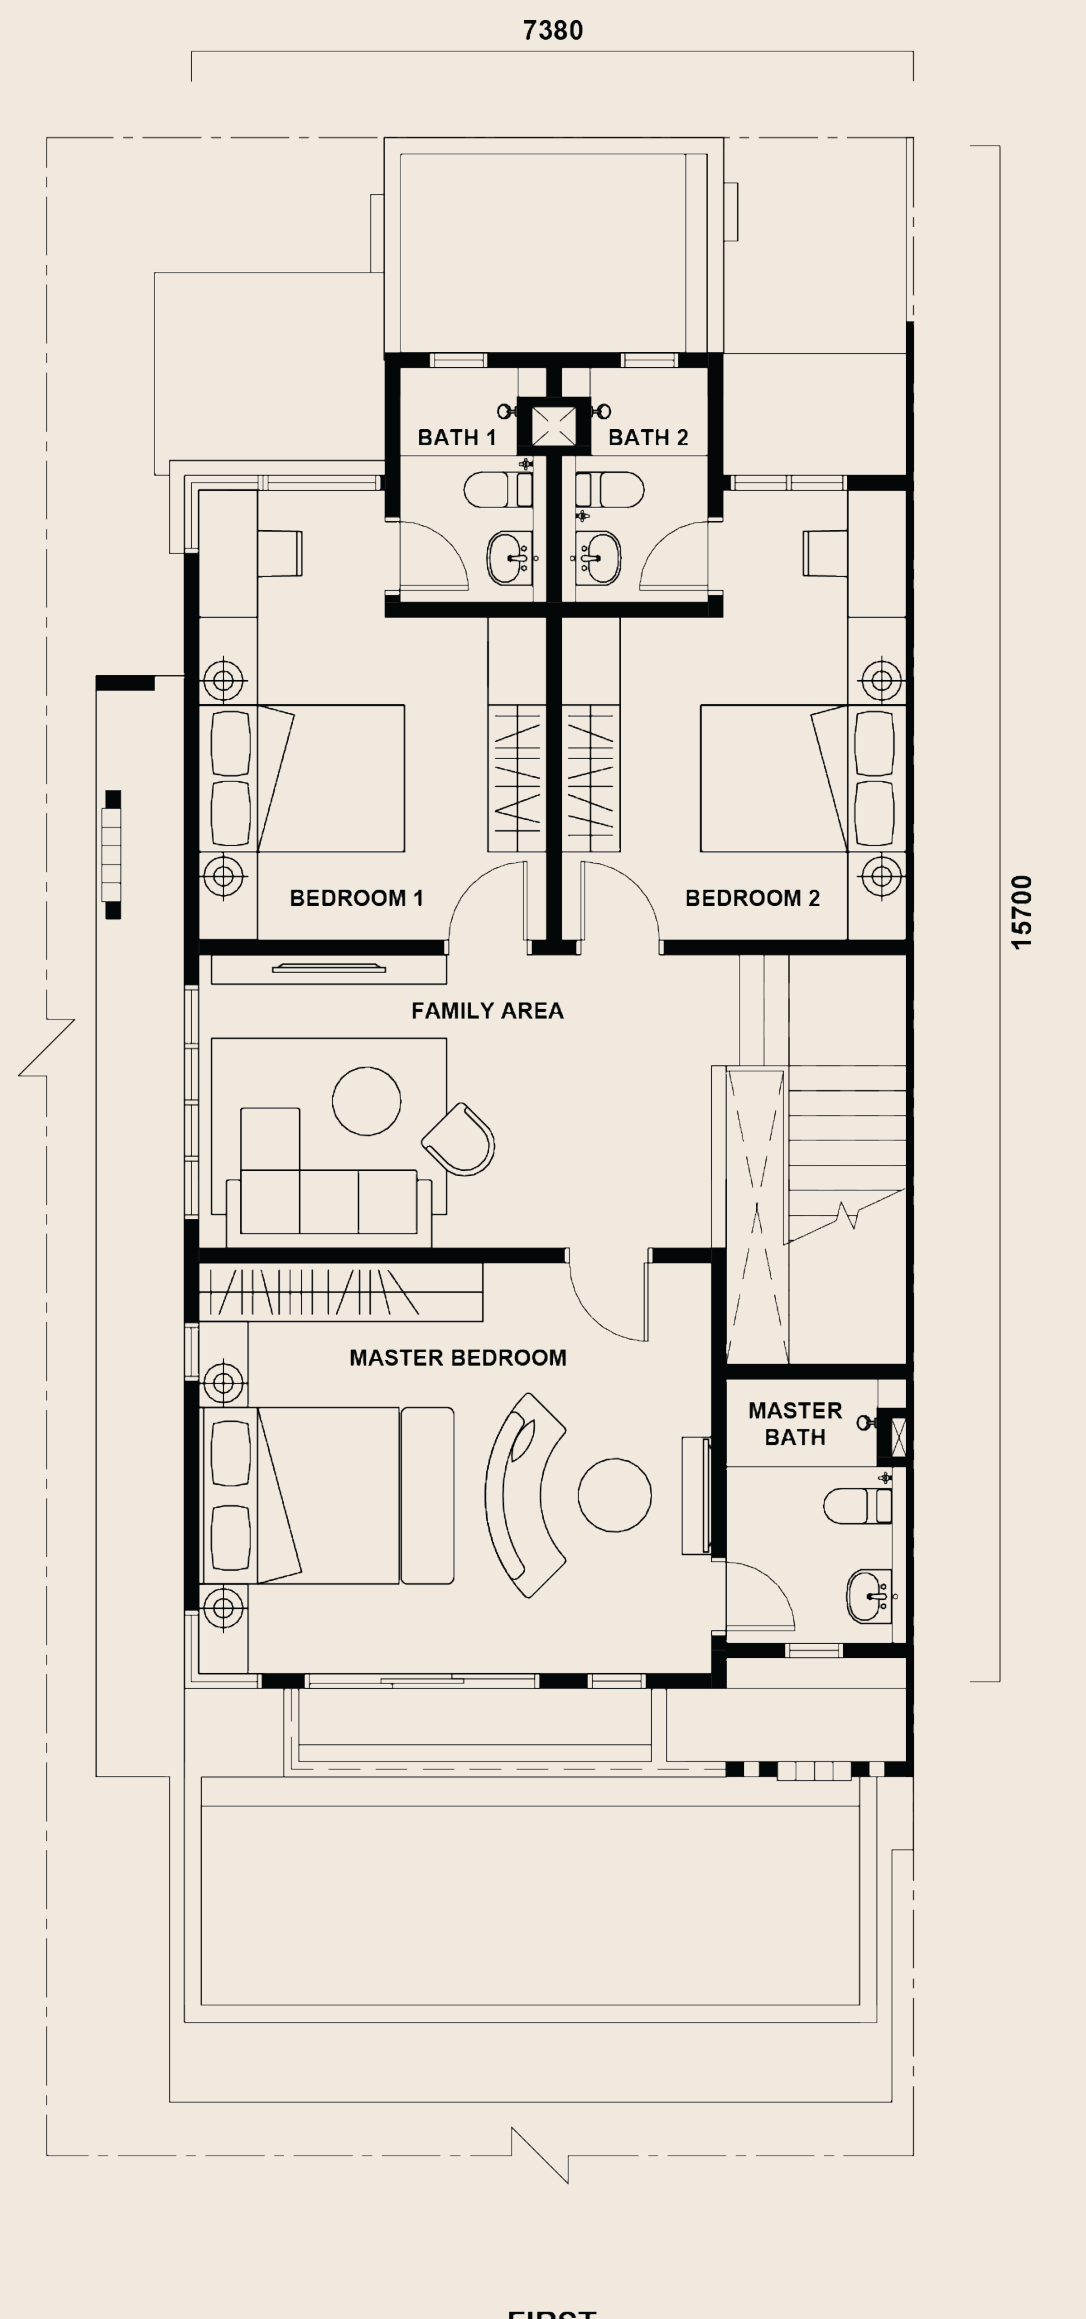 7380
BATH 1
BATH 2
BEDROOM 1
BEDROOM 2
15700
FAMILY AREA
MASTER BEDROOM
MASTER
BATH
FIRST